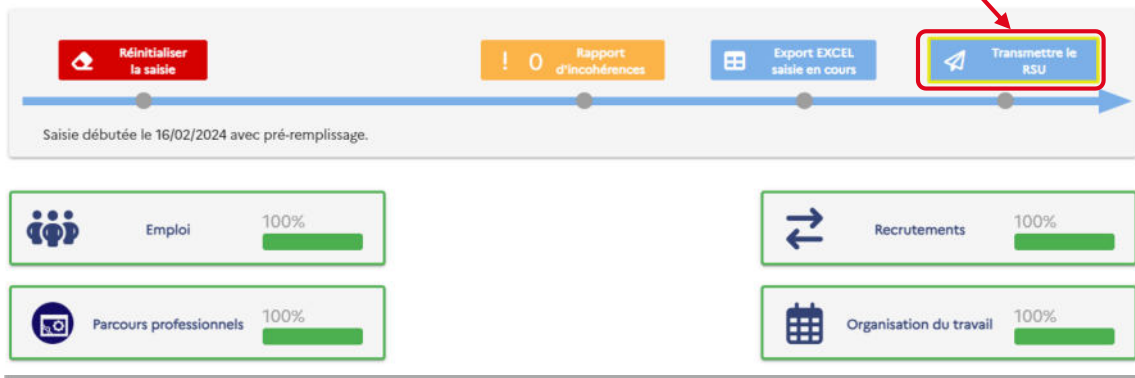 Réinitialiser
la saisie
! 0 Rapport
d'incohérences
Export EXCEL
saisie en cours
Transmettre le
RSU
Saisie débutée le 16/02/2024 avec pré-remplissage.
Emploi 100%
Recrutements 100%
Parcours professionnels 100%
Organisation du travail 100%